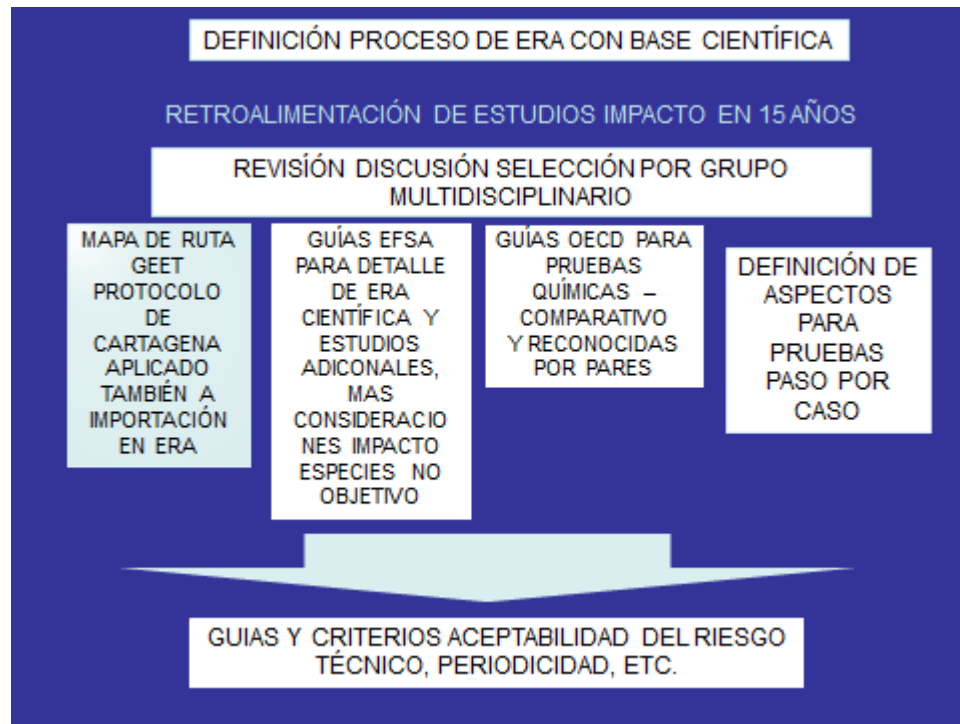 DEFINICIÓN PROCESO DE ERA CON BASE CIENTÍFICA
RETROALIMENTACIÓN DE ESTUDIOS IMPACTO EN 15 AÑOS
REVISÍÓN DISCUSIÓN SELECCIÓN POR GRUPO
MULTIDISCIPLINARIO
MAPA DE RUTA
GEET
PROTOCOLO
DE
CARTAGENA
APLICADO
TAMBIÉN A
IMPORTACIÓN
EN ERA
GUÍAS EFSA
PARA DETALLE
DE ERA
CIENTÍFICA Y
ESTUDIOS
ADICONALES,
MAS
CONSIDERACIO
NES IMPACTO
ESPECIES NO
OBJETIVO
GUÍAS OECD PARA
PRUEBAS
QUÍMICAS –
COMPARATIVO
Y RECONOCIDAS
POR PARES
DEFINICIÓN DE
ASPECTOS
PARA
PRUEBAS
PASO POR
CASO
GUIAS Y CRITERIOS ACEPTABILIDAD DEL RIESGO
TÉCNICO, PERIODICIDAD, ETC.